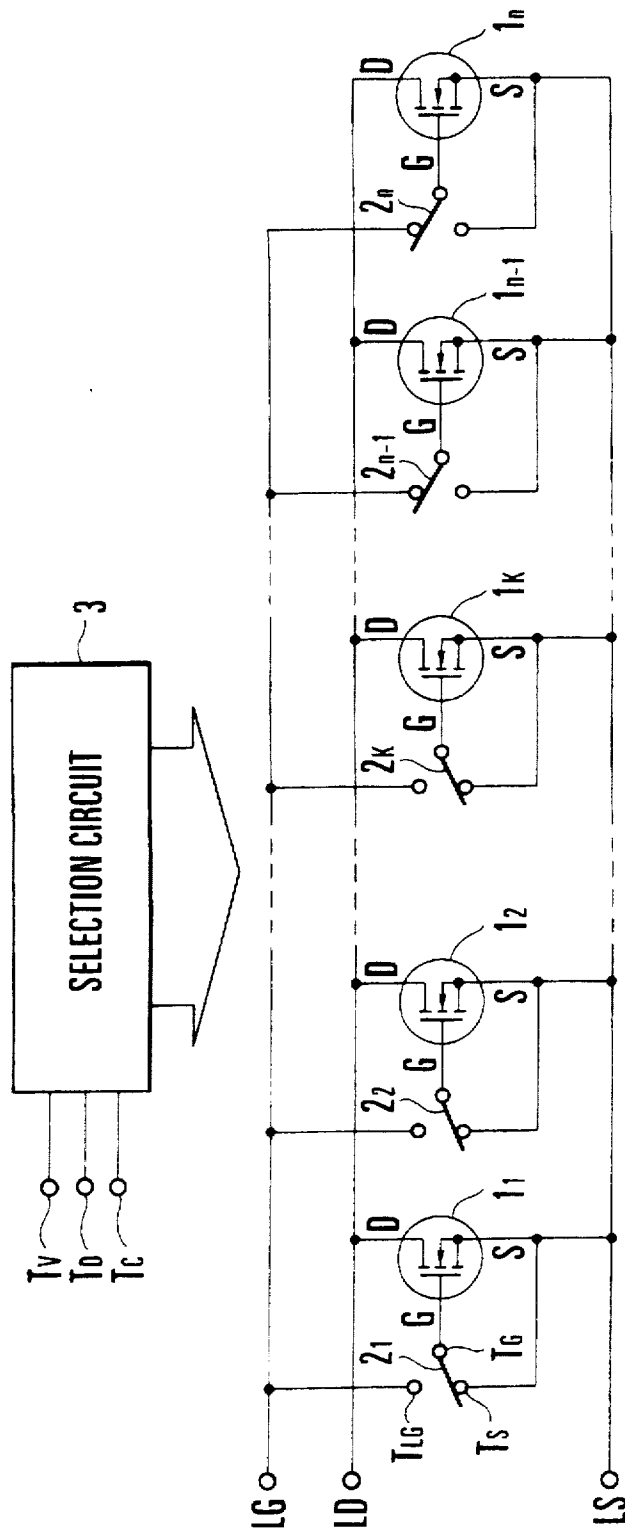 SELECTION CIRCUIT
3
TV
TD
TC
LG
LD
LS
TLG
TS
TG
21
G
D
S
11
22
G
D
S
12
2K
G
D
S
1K
2n-1
G
D
S
1n-1
2n
G
D
S
1n